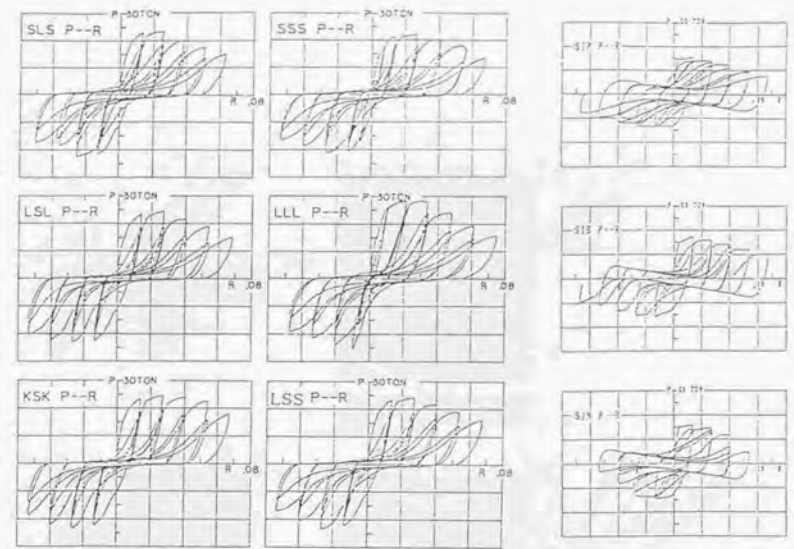 P 30TON
SLS P--R
R .08
P 30TON
SSS P--R
R .08
P
P--R
P 30TON
LSL P--R
R .08
P 30TON
LLL P--R
R .08
P
P--R
P 30TON
KSK P--R
R .08
P 30TON
LSS P--R
R .08
P
P--R